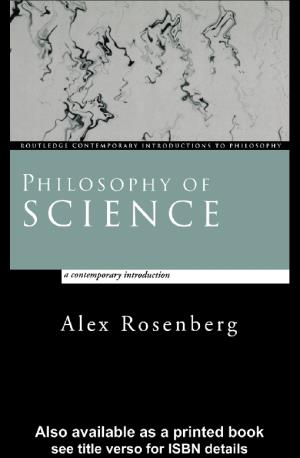 ROUTLEDGE CONTEMPORARY INTRODUCTIONS TO PHILOSOPHY
PHILOSOPHY OF
SCIENCE
a contemporary introduction
Alex Rosenberg
Also available as a printed book
see title verso for ISBN details